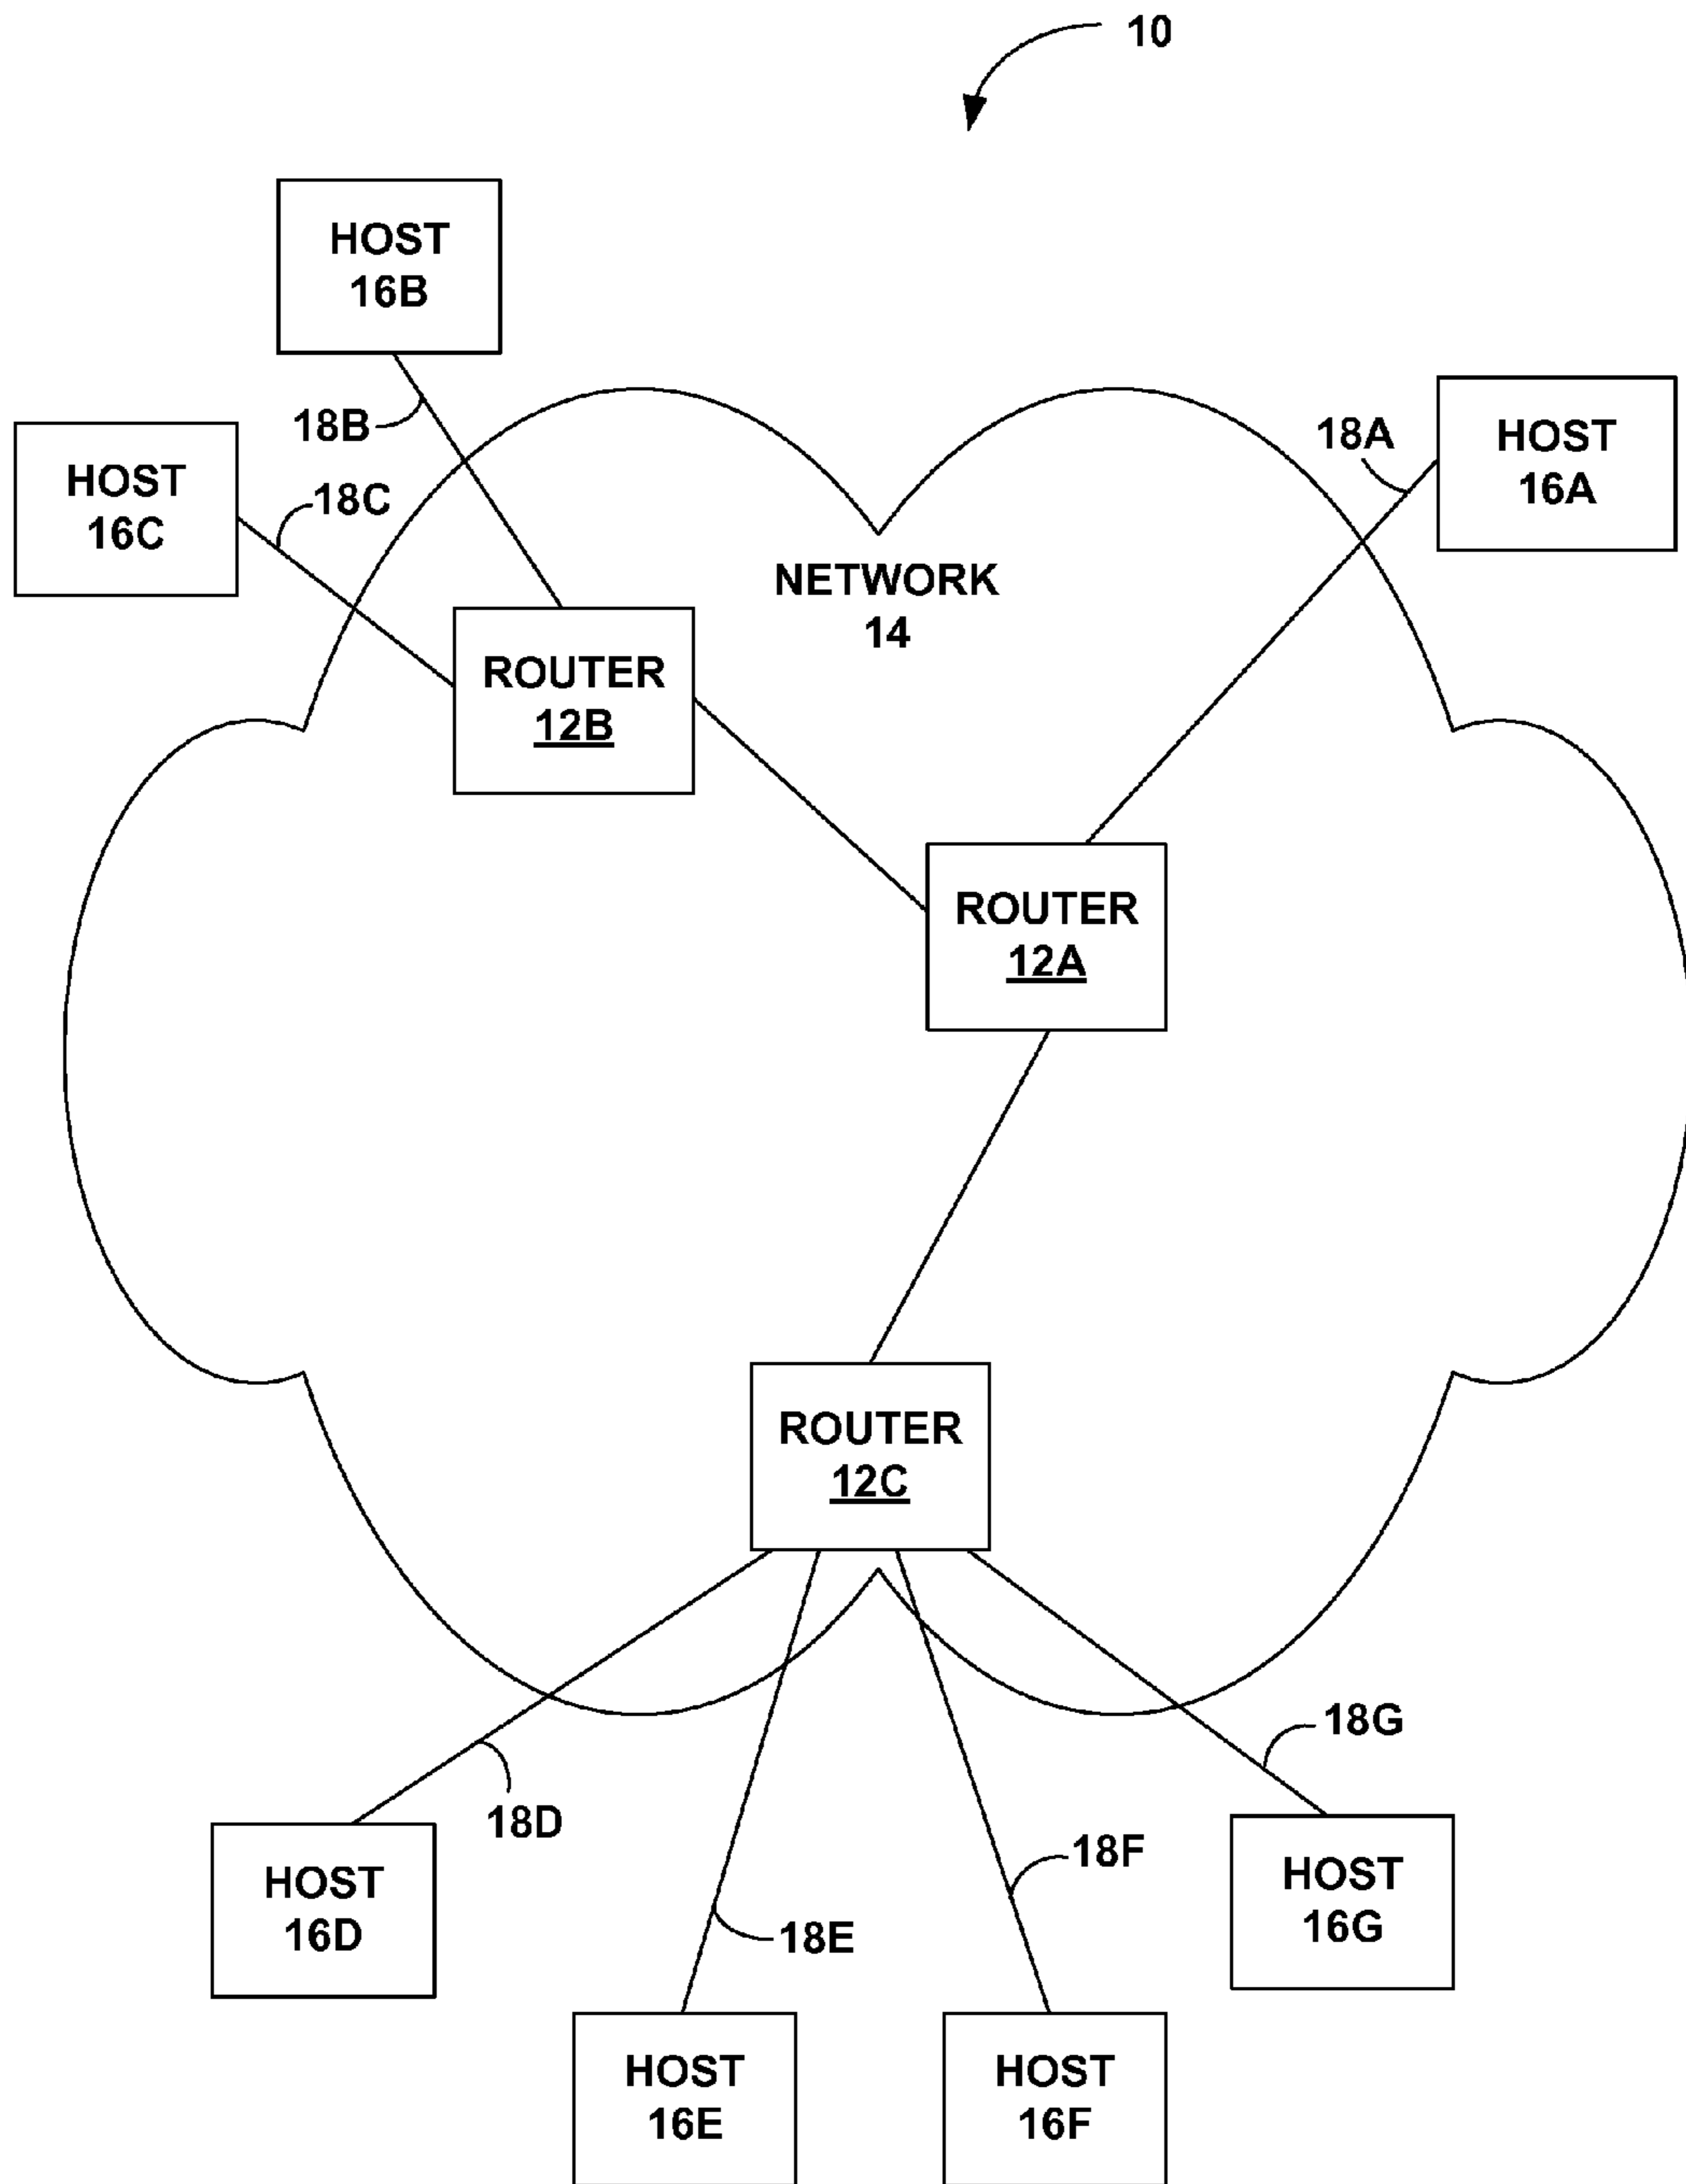 10
HOST
16B
18B
18A
HOST
16A
HOST
16C
18C
NETWORK
14
ROUTER
12B
ROUTER
12A
ROUTER
12C
18G
18D
18F
HOST
16D
HOST
16G
18E
HOST
16E
HOST
16F